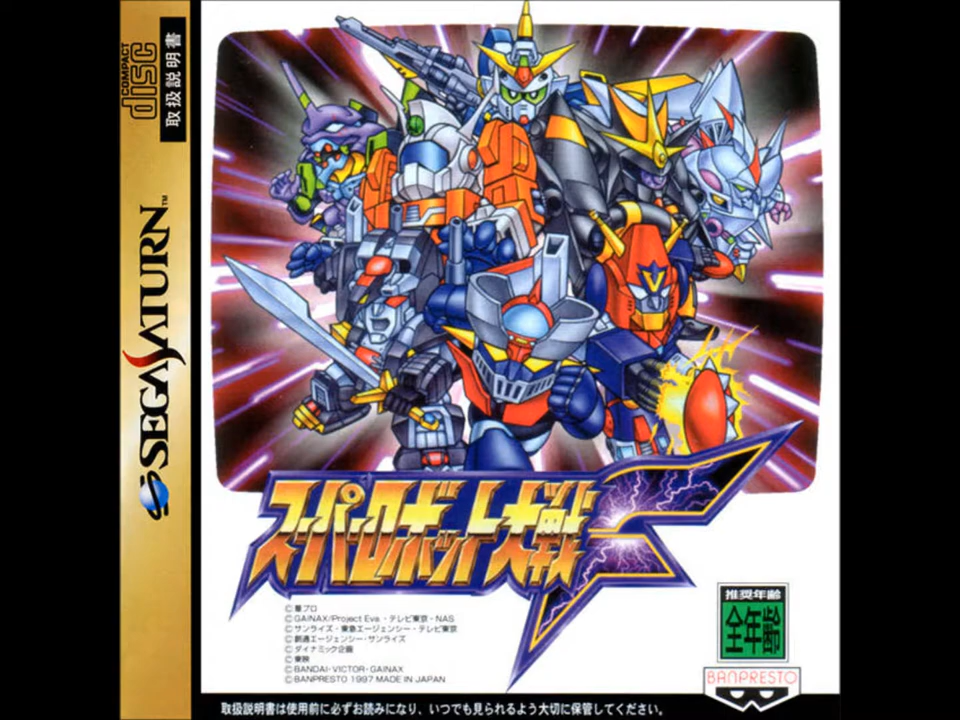 COMPACT
disc
取扱説明書
SEGA SATURN™
スーパーロボット大戦F
©葦プロ
©GAINAX/Project Eva.・テレビ東京・NAS
©サンライズ・東急エージェンシー・テレビ東京
©創通エージェンシー・サンライズ
©ダイナミック企画
©東映
©BANDAI・VICTOR・GAINAX
©BANPRESTO 1997 MADE IN JAPAN
推奨年齢
全年齢
BANPRESTO
取扱説明書は使用前に必ずお読みになり、いつでも見られるよう大切に保管してください。